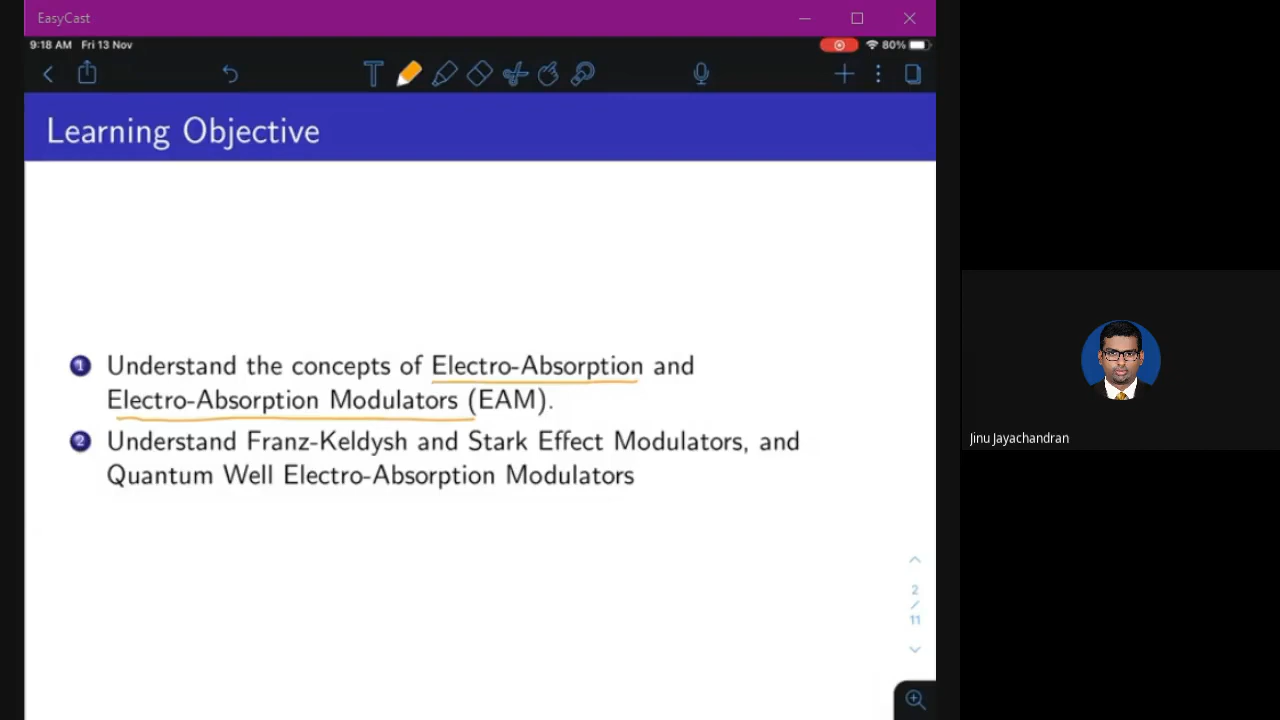 EasyCast
9:18 AM Fri 13 Nov
80%
T
Learning Objective
1 Understand the concepts of Electro-Absorption and
Electro-Absorption Modulators (EAM).
2 Understand Franz-Keldysh and Stark Effect Modulators, and
Quantum Well Electro-Absorption Modulators
2
/
11
Jinu Jayachandran